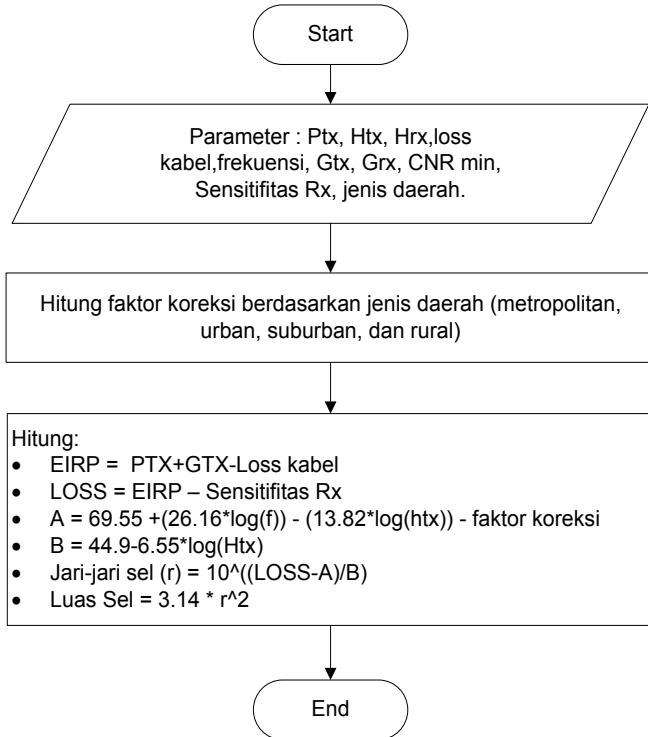 Start
Parameter : Ptx, Htx, Hrx,loss
kabel,frekuensi, Gtx, Grx, CNR min,
Sensitifitas Rx, jenis daerah.
Hitung faktor koreksi berdasarkan jenis daerah (metropolitan,
urban, suburban, dan rural)
Hitung:
• EIRP = PTX+GTX-Loss kabel
• LOSS = EIRP – Sensitifitas Rx
• A = 69.55 +(26.16*log(f)) - (13.82*log(htx)) - faktor koreksi
• B = 44.9-6.55*log(Htx)
• Jari-jari sel (r) = 10^((LOSS-A)/B)
• Luas Sel = 3.14 * r^2
End